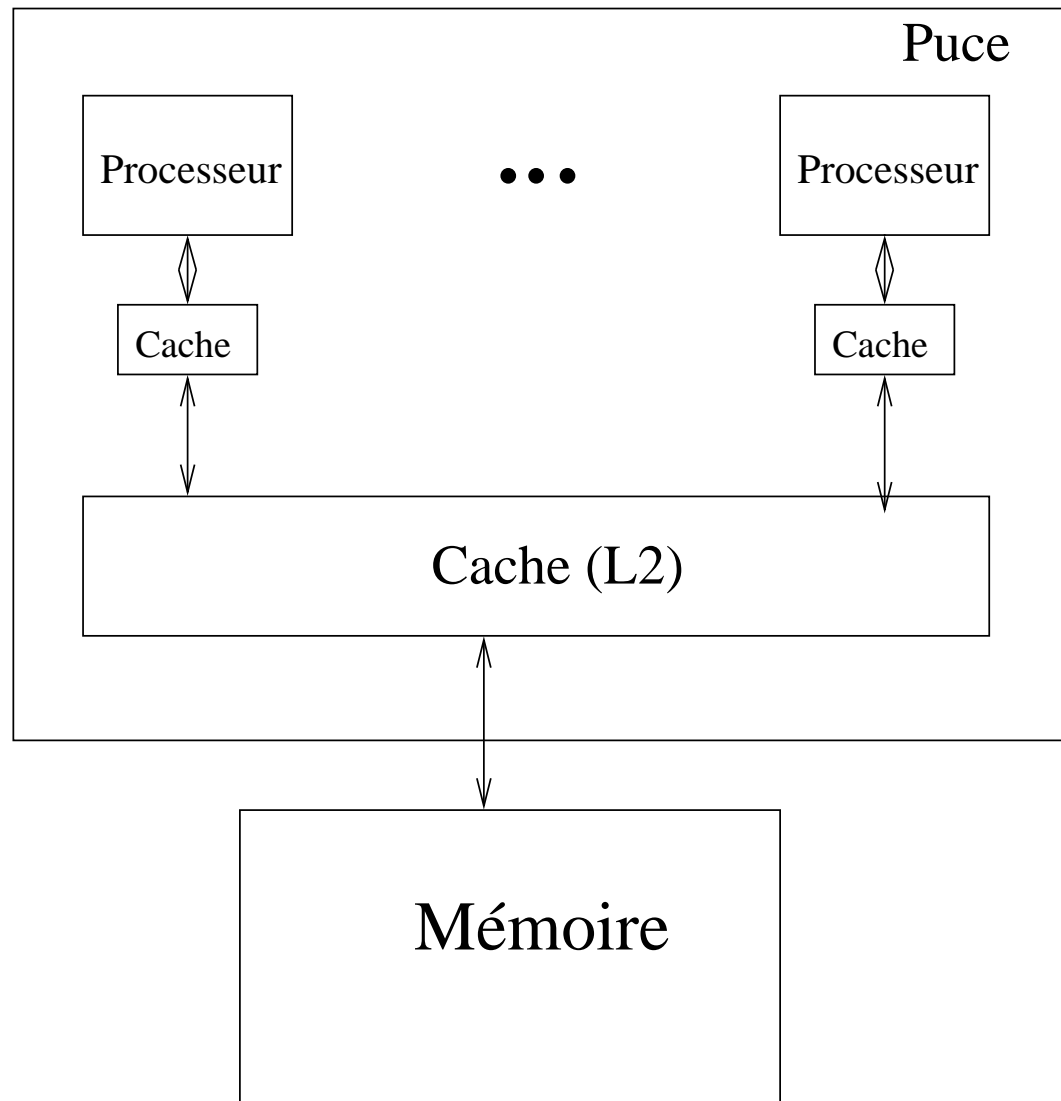 Puce
Processeur
Processeur
Cache
Cache
Cache (L2)
Mémoire